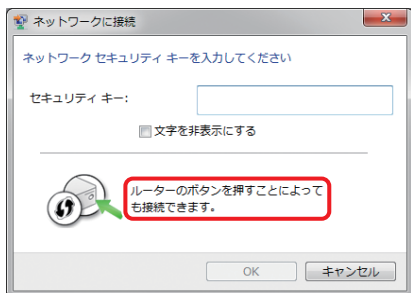 ネットワークに接続
ネットワーク セキュリティ キーを入力してください
セキュリティ キー:
文字を非表示にする
ルーターのボタンを押すことによって
も接続できます。
OK
キャンセル